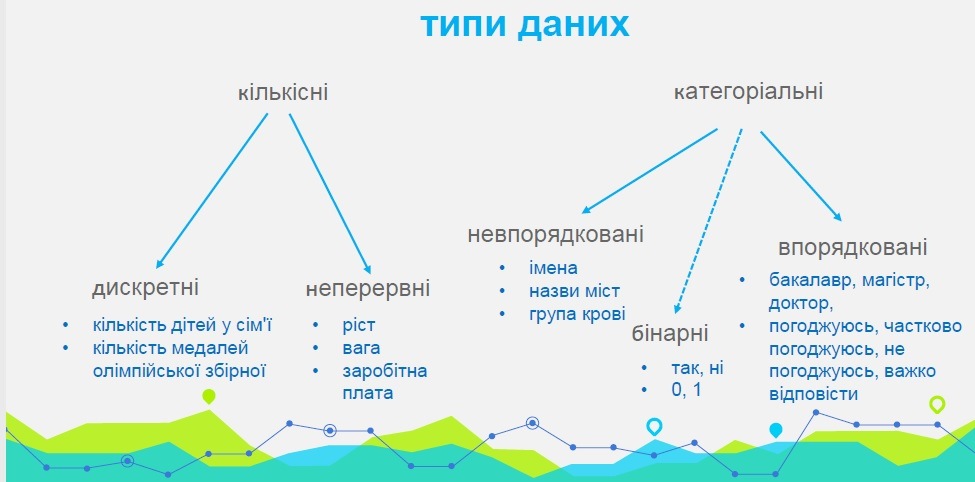 типи даних
кількісні
категоріальні
дискретні
• кількість дітей у сім'ї
• кількість медалей
олімпійської збірної
неперервні
• ріст
• вага
• заробітна
плата
невпорядковані
• імена
• назви міст
• група крові
бінарні
• так, ні
• 0, 1
впорядковані
• бакалавр, магістр,
доктор,
• погоджуюсь, частково
погоджуюсь, не
погоджуюсь, важко
відповісти